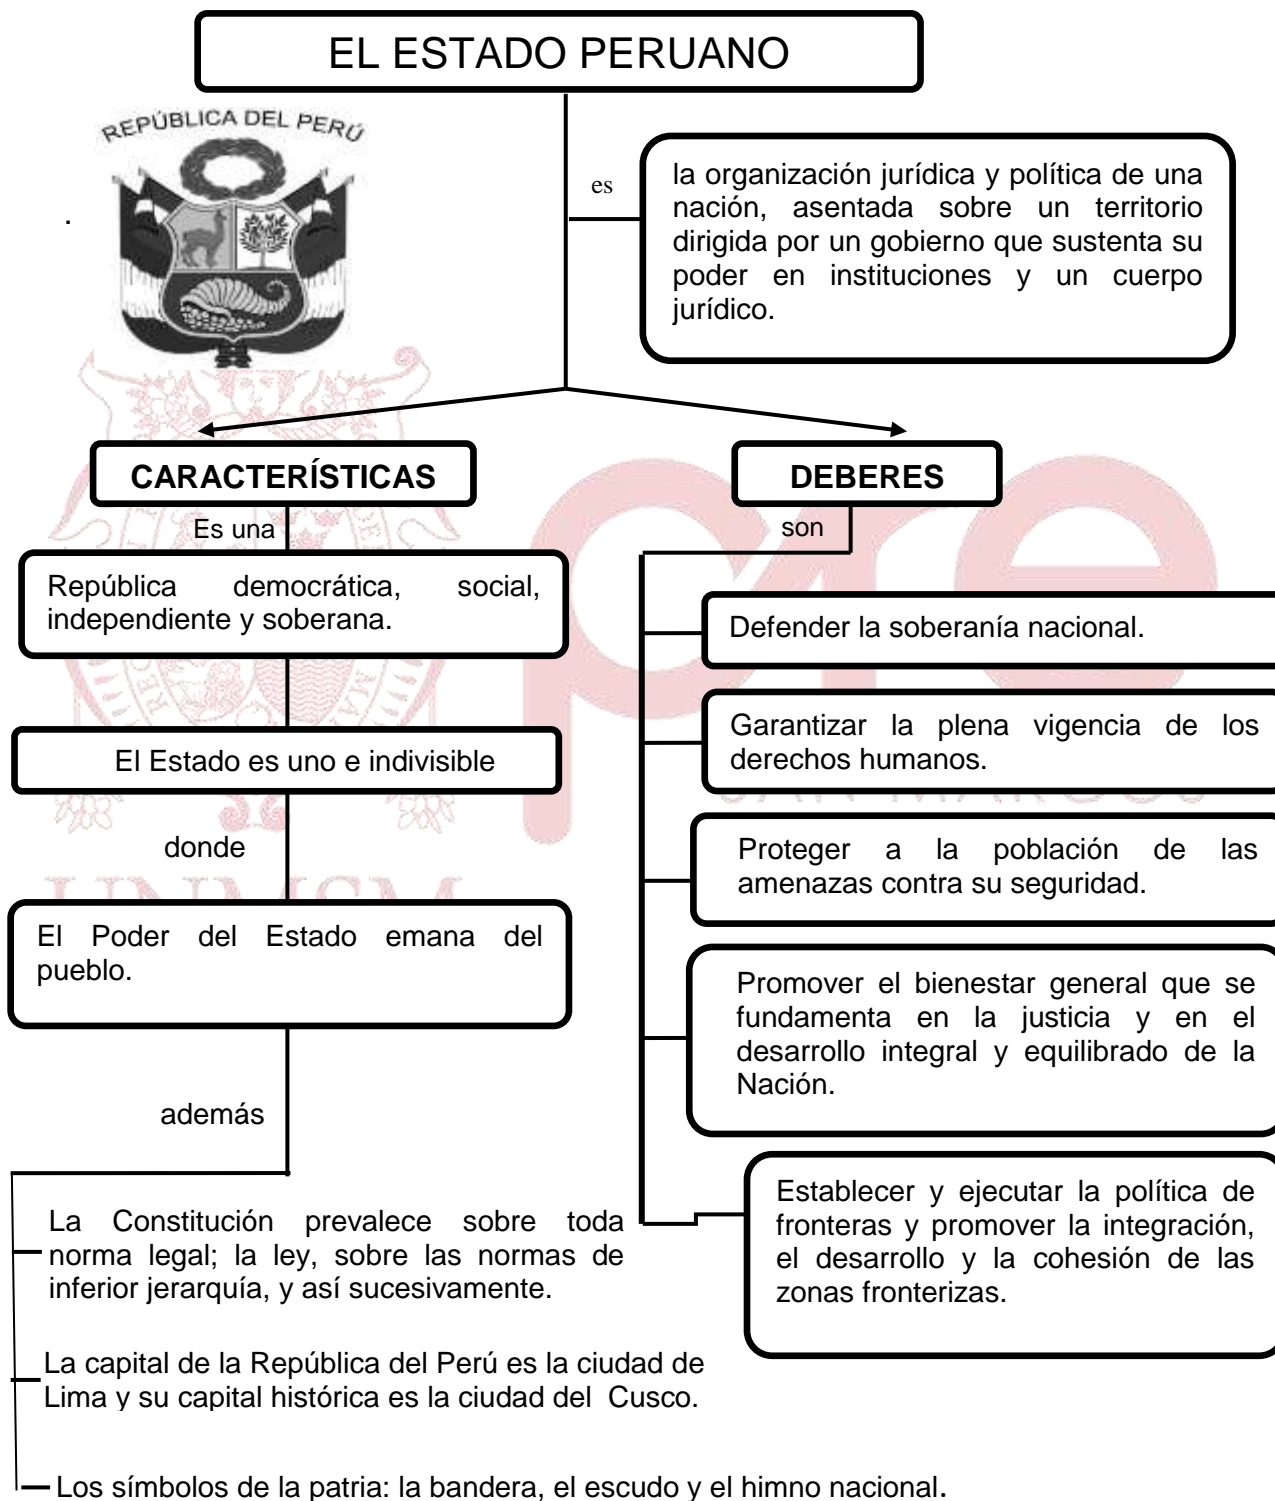 EL ESTADO PERUANO
REPÚBLICA DEL PERÚ
es
la organización jurídica y política de una
nación, asentada sobre un territorio
dirigida por un gobierno que sustenta su
poder en instituciones y un cuerpo
jurídico.
.
CARACTERÍSTICAS
Es una
República democrática, social,
independiente y soberana.
El Estado es uno e indivisible
donde
El Poder del Estado emana del
pueblo.
además
La Constitución prevalece sobre toda
norma legal; la ley, sobre las normas de
inferior jerarquía, y así sucesivamente.
La capital de la República del Perú es la ciudad de
Lima y su capital histórica es la ciudad del Cusco.
Los símbolos de la patria: la bandera, el escudo y el himno nacional.
DEBERES
son
Defender la soberanía nacional.
Garantizar la plena vigencia de los
derechos humanos.
Proteger a la población de las
amenazas contra su seguridad.
Promover el bienestar general que se
fundamenta en la justicia y en el
desarrollo integral y equilibrado de la
Nación.
Establecer y ejecutar la política de
fronteras y promover la integración,
el desarrollo y la cohesión de las
zonas fronterizas.
UNMSM
pre
SAN MARCOS